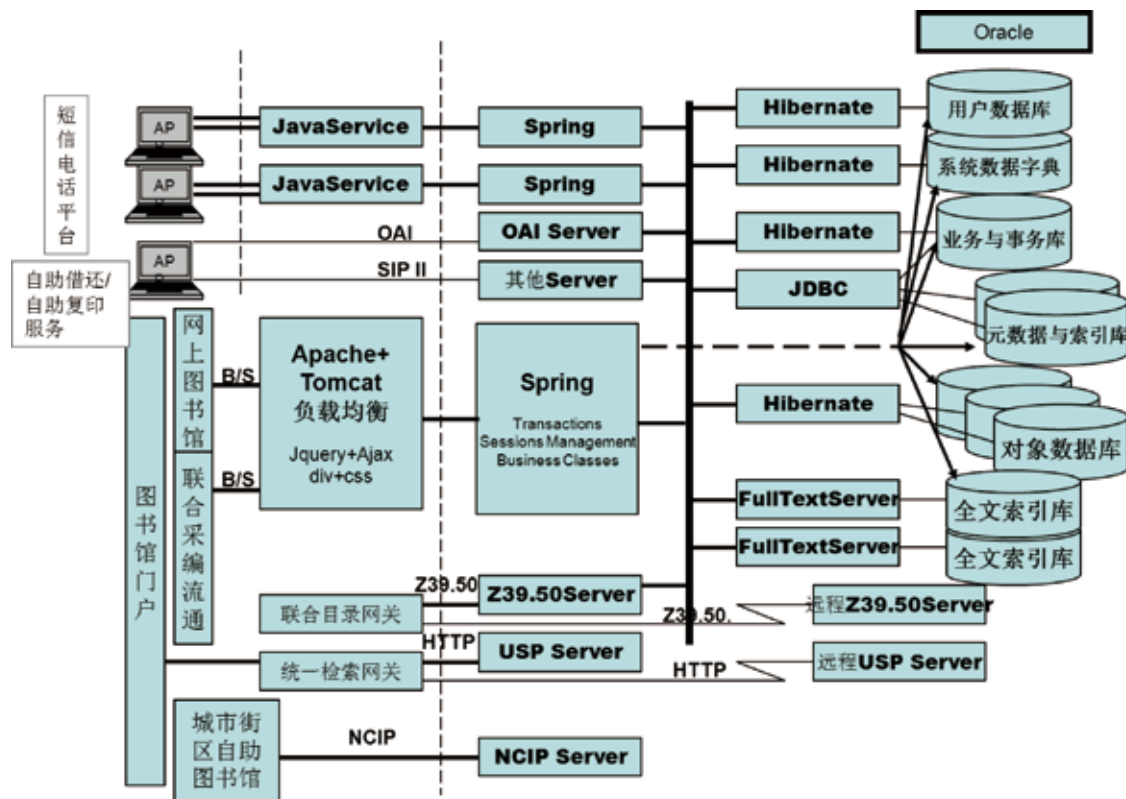 Oracle
短
信
电
话
平
台
AP
JavaService
Spring
Hibernate
用户数据库
AP
JavaService
Spring
Hibernate
系统数据字典
OAI
OAI Server
Hibernate
业务与事务库
AP
P
SIP II
其他Server
JDBC
元数据与索引库
自助借还/
自助复印
服务
网
上
图
书
馆
B/S
Apache+
Tomcat
负载均衡
Jquery+Ajax
div+css
Spring
Transactions
Sessions Management
Business Classes
Hibernate
对象数据库
联
合
采
编
流
通
B/S
图
书
馆
门
户
FullTextServer
全文索引库
FullTextServer
全文索引库
联合目录网关
Z39.50
Z39.50Server
Z39.50.
远程Z39.50Server
统一检索网关
HTTP
USP Server
HTTP
远程USP Server
城市街
区自助
图书馆
NCIP
NCIP Server